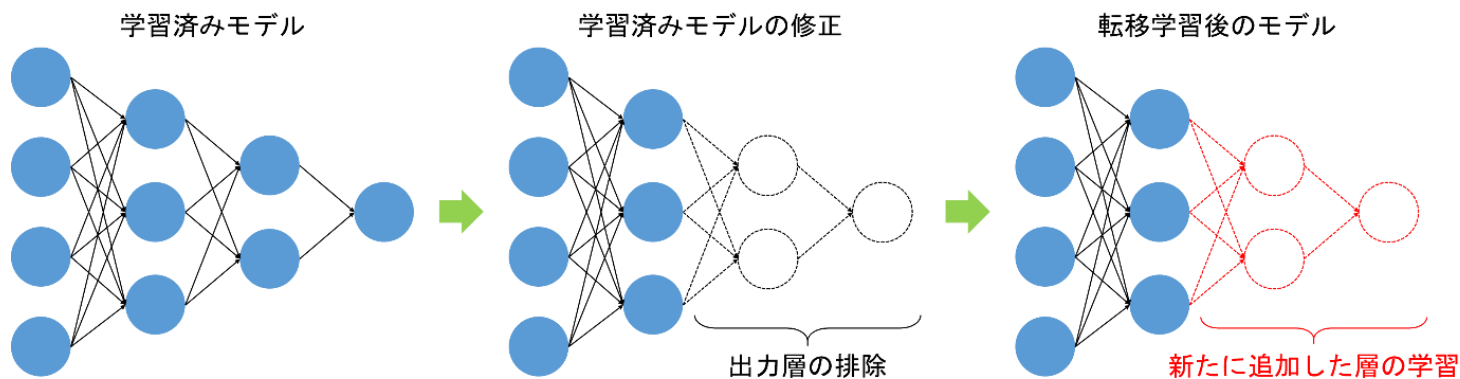 学習済みモデル
学習済みモデルの修正
転移学習後のモデル
出力層の排除
新たに追加した層の学習